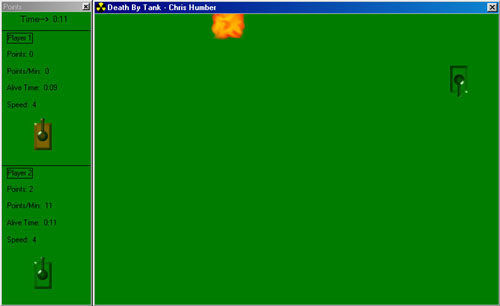 Points
Death By Tank - Chris Humber
Time--> 0:11
Player 1
Points: 0
Points/Min: 0
Alive Time: 0:09
Speed: 4
Player 2
Points: 2
Points/Min: 11
Alive Time: 0:11
Speed: 4